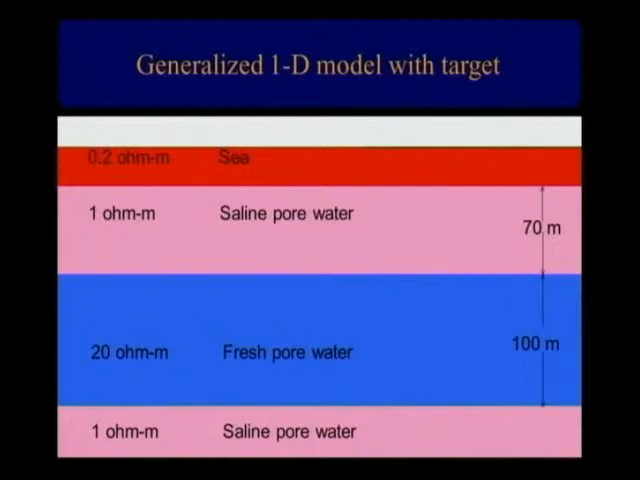 Generalized 1-D model with target
0.2 ohm-m Sea
1 ohm-m Saline pore water
70 m
20 ohm-m Fresh pore water
100 m
1 ohm-m Saline pore water